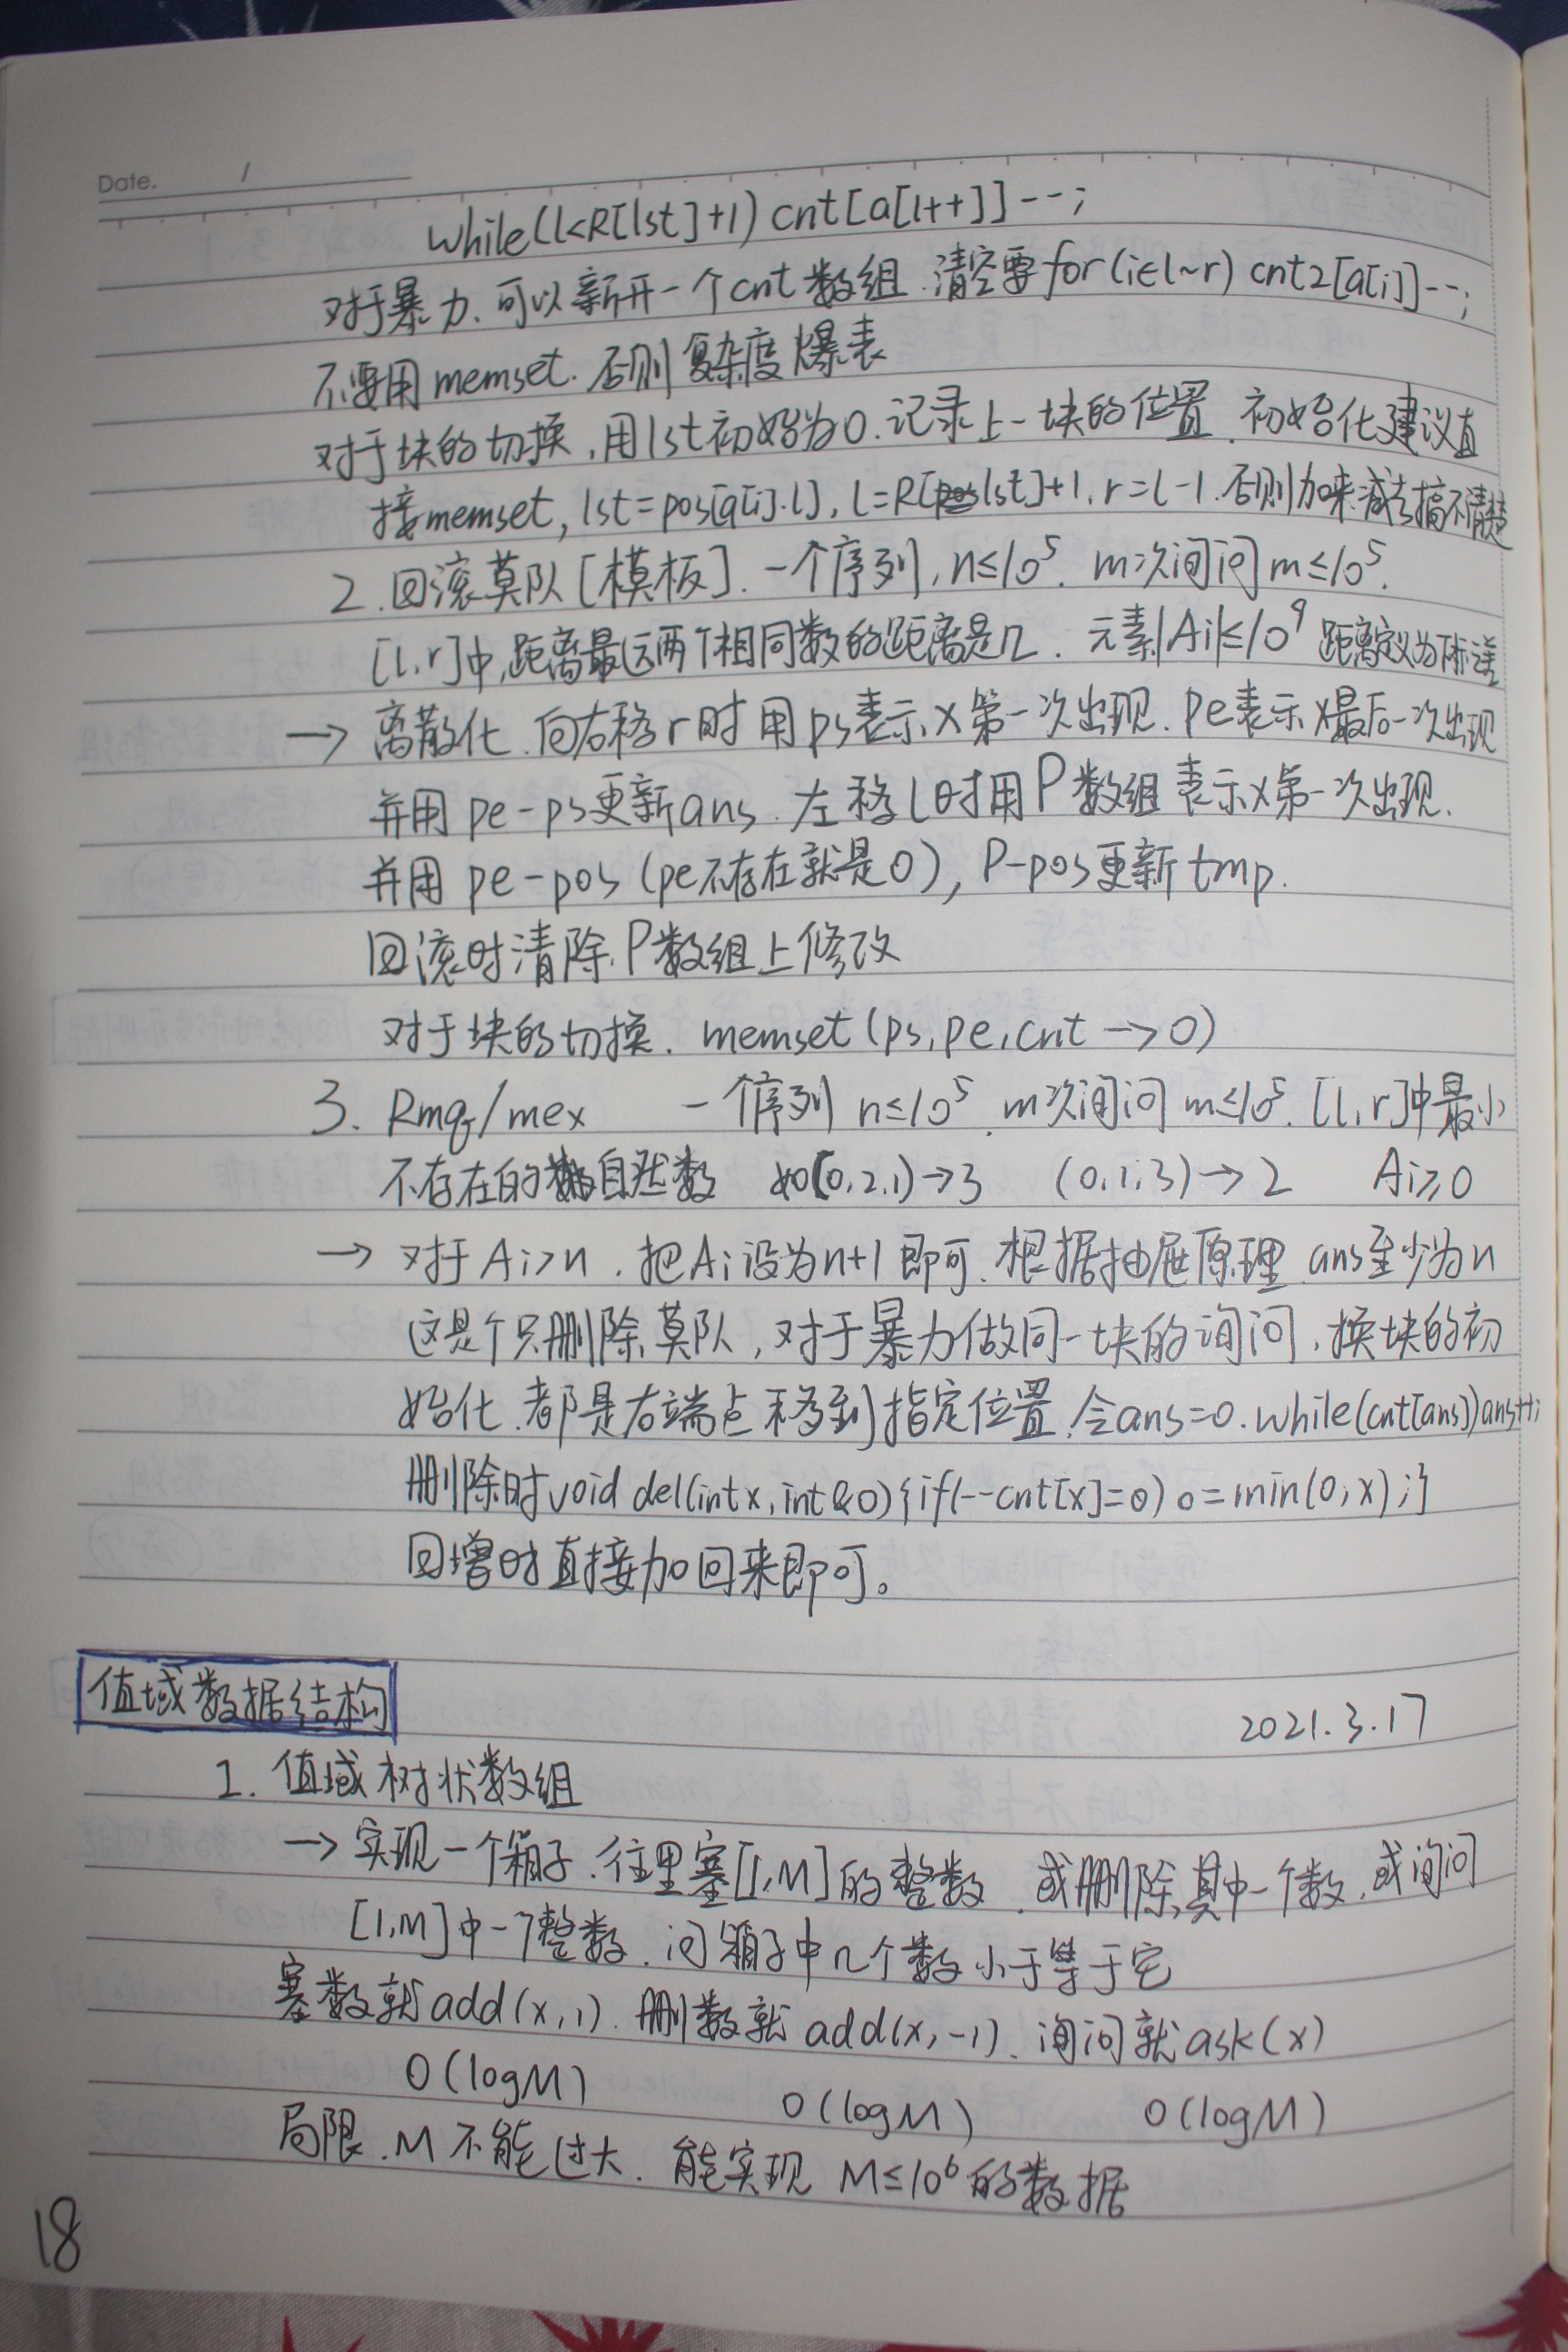 Date. /
while(l<R[lst]+1) cnt[a[l++]]--;
对于暴力、可以新开一个cnt数组.清空要for(i∈l~r) cnt2[a[i]]--;
不要用memset.否则复杂度爆表
对于块的切换,用lst初始为0.记录上一块的位置.初始化建议直
接memset, lst=pos[q[i].l], l=R[lst]+1, r=l-1.否则加来减去搞不清楚
2.回滚莫队[模板].一个序列,n≤10⁵. m次询问m≤10⁵.
[l,r]中,距离最远两个相同数的距离是几.元素|Ai|≤10⁹ 距离定义为下标差
→ 离散化.向右移r时用ps表示x第一次出现.pe表示x最后一次出现
并用pe-ps更新ans.左移l时用P数组表示x第一次出现.
并用pe-pos(pe不存在就是0), P-pos更新tmp.
回滚时清除P数组上修改
对于块的切换. memset(ps,pe,cnt→0)
3. Rmq/mex 一个序列 n≤10⁵.m次询问m≤10⁵.[l,r]中最小
不存在的自然数 如(0,2,1)→3 (0,1,3)→2 Ai≥0
→ 对于Ai>n.把Ai设为n+1即可.根据抽屉原理 ans至少为n
这是个只删除莫队,对于暴力做同一块的询问,换块的初
始化.都是右端点移到指定位置.令ans=0.while(cnt[ans])ans++;
删除时void del(int x,int &o){if(--cnt[x]=0) o=min(o,x);}
回增时直接加回来即可。
值域数据结构
2021.3.17
1.值域树状数组
→ 实现一个箱子.往里塞[1,M]的整数.或删除其中一个数.或询问
[1,M]中一个整数.问箱子中几个数小于等于它
塞数就add(x,1).删数就add(x,-1).询问就ask(x)
O(logM) O(logM) O(logM)
局限.M不能过大.能实现 M≤10⁶的数据
18